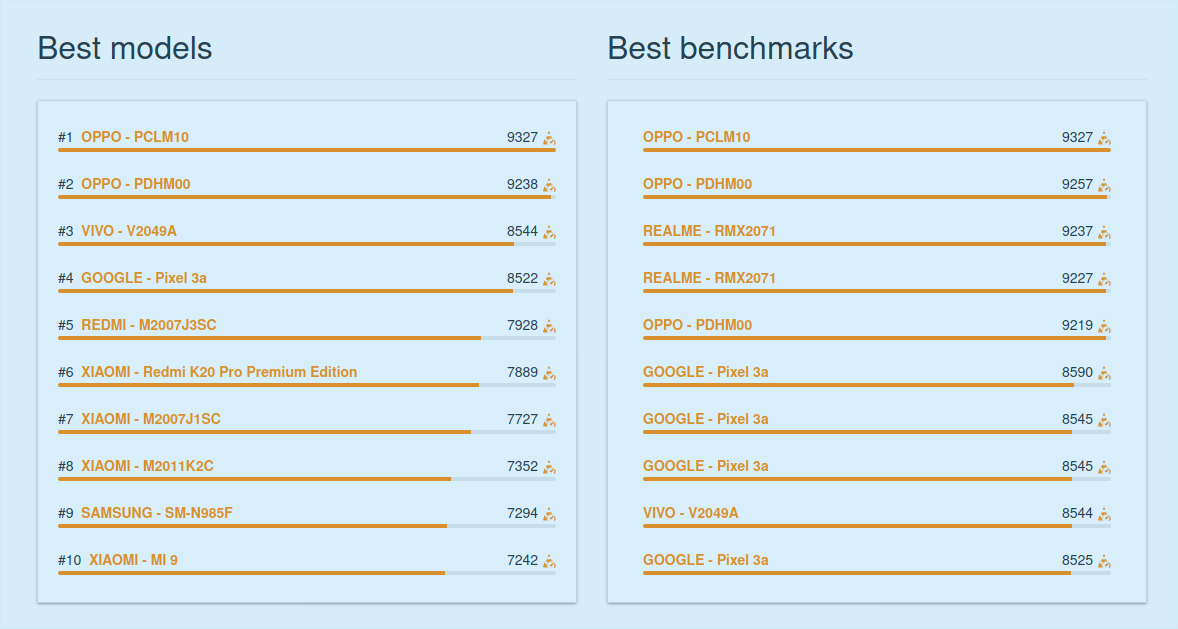 Best models
#1 OPPO - PCLM10 9327
#2 OPPO - PDHM00 9238
#3 VIVO - V2049A 8544
#4 GOOGLE - Pixel 3a 8522
#5 REDMI - M2007J3SC 7928
#6 XIAOMI - Redmi K20 Pro Premium Edition 7889
#7 XIAOMI - M2007J1SC 7727
#8 XIAOMI - M2011K2C 7352
#9 SAMSUNG - SM-N985F 7294
#10 XIAOMI - MI 9 7242
Best benchmarks
OPPO - PCLM10 9327
OPPO - PDHM00 9257
REALME - RMX2071 9237
REALME - RMX2071 9227
OPPO - PDHM00 9219
GOOGLE - Pixel 3a 8590
GOOGLE - Pixel 3a 8545
GOOGLE - Pixel 3a 8545
VIVO - V2049A 8544
GOOGLE - Pixel 3a 8525